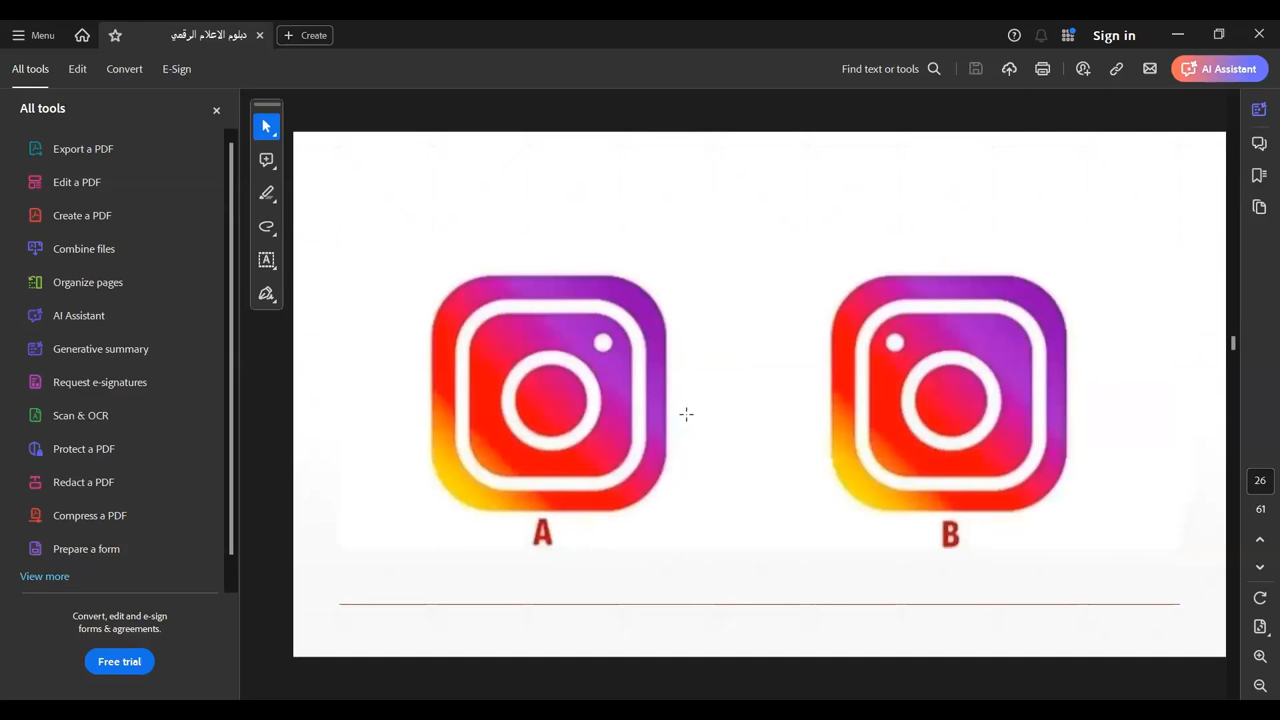 Menu
دبلوم الاعلام الرقمي
Create
Sign in
All tools
Edit
Convert
E-Sign
Find text or tools
AI Assistant
All tools
Export a PDF
Edit a PDF
Create a PDF
Combine files
Organize pages
AI Assistant
Generative summary
Request e-signatures
Scan & OCR
Protect a PDF
Redact a PDF
Compress a PDF
Prepare a form
View more
Convert, edit and e-sign
forms & agreements.
Free trial
A
B
26
61